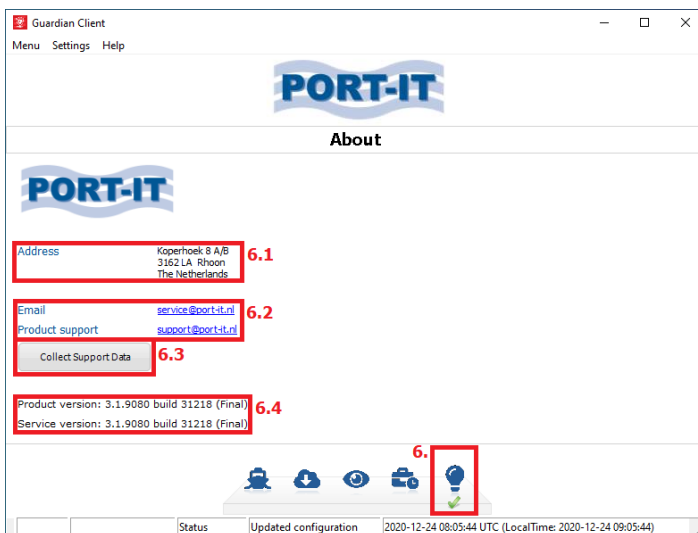 Guardian Client
Menu Settings Help
PORT-IT
About
PORT-IT
Address Koperhoek 8 A/B 6.1
3162 LA Rhoon
The Netherlands
Email service@port-it.nl 6.2
Product support support@port-it.nl
Collect Support Data 6.3
Product version: 3.1.9080 build 31218 (Final) 6.4
Service version: 3.1.9080 build 31218 (Final)
6.
Status Updated configuration 2020-12-24 08:05:44 UTC (LocalTime: 2020-12-24 09:05:44)